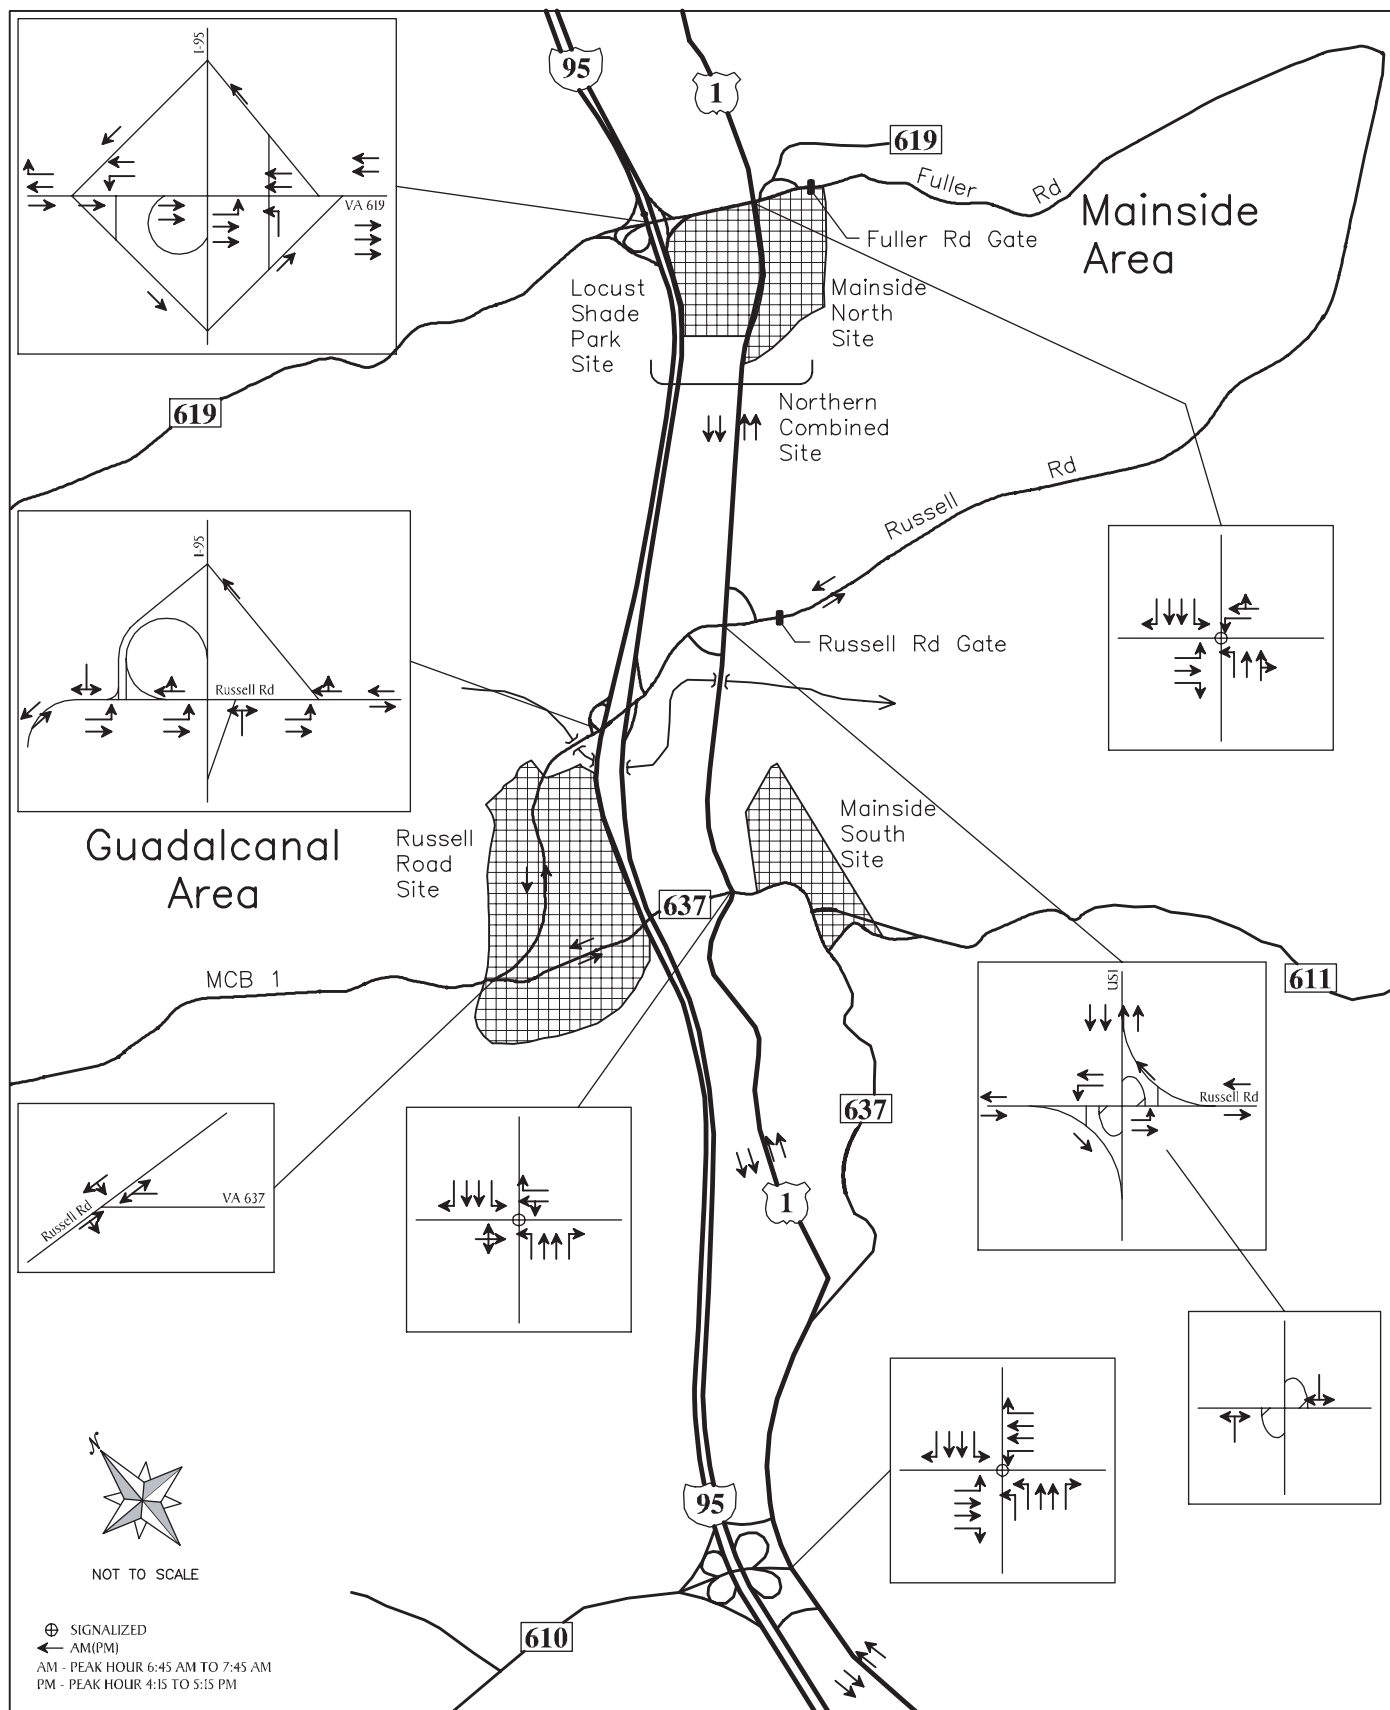 I-95
VA 619
95
1
619
Fuller
Rd
Mainside
Area
Fuller Rd Gate
Locust
Shade
Park
Site
Mainside
North
Site
619
Northern
Combined
Site
Russell
Rd
I-95
Russell Rd
Russell Rd Gate
Guadalcanal
Area
Russell
Road
Site
Mainside
South
Site
637
MCB 1
611
US1
Russell Rd
637
VA 637
Russell Rd
1
N
NOT TO SCALE
95
610
SIGNALIZED
AM(PM)
AM - PEAK HOUR 6:45 AM TO 7:45 AM
PM - PEAK HOUR 4:15 TO 5:15 PM